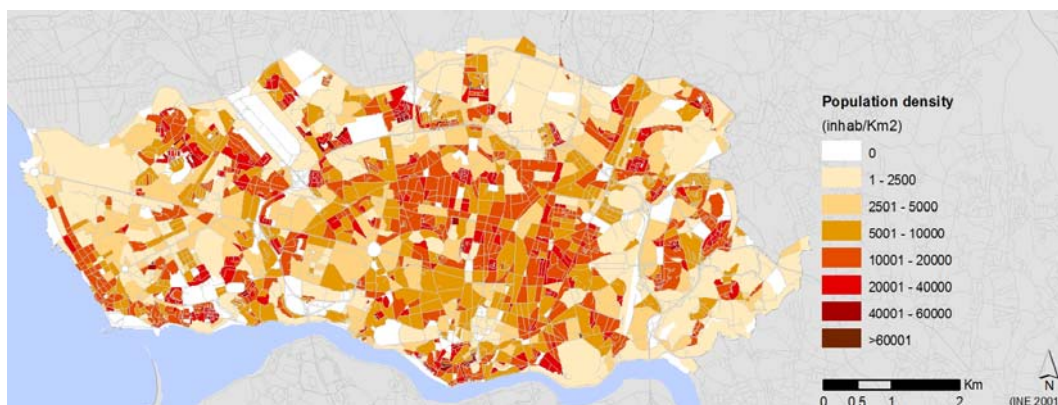 Population density
(inhab/Km2)
0
1 - 2500
2501 - 5000
5001 - 10000
10001 - 20000
20001 - 40000
40001 - 60000
>60001
Km
0 0.5 1 2
N
(INE 2001